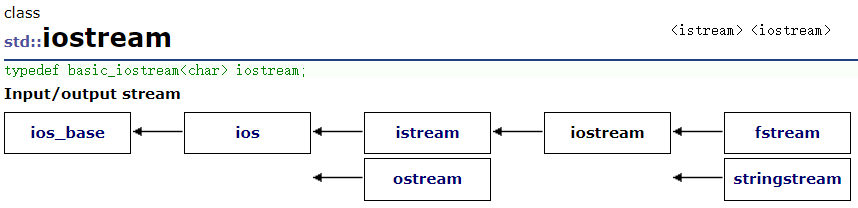 class
std::iostream
<istream> <iostream>
typedef basic_iostream<char> iostream;
Input/output stream
ios_base
ios
istream
iostream
fstream
ostream
stringstream